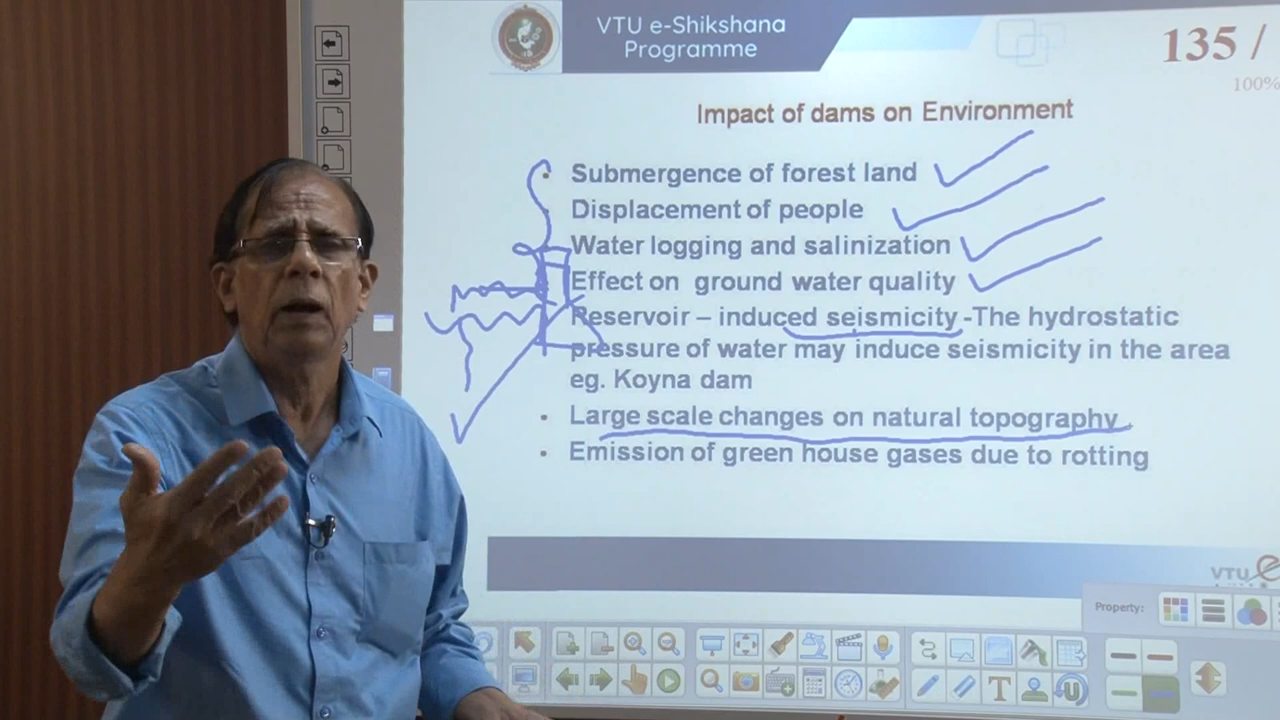 VTU e-Shikshana
Programme
135 /
100%
Impact of dams on Environment
• Submergence of forest land
Displacement of people
Water logging and salinization
Effect on ground water quality
Reservoir – induced seismicity -The hydrostatic
pressure of water may induce seismicity in the area
eg. Koyna dam
• Large scale changes on natural topography
• Emission of green house gases due to rotting
VTU e
Property: